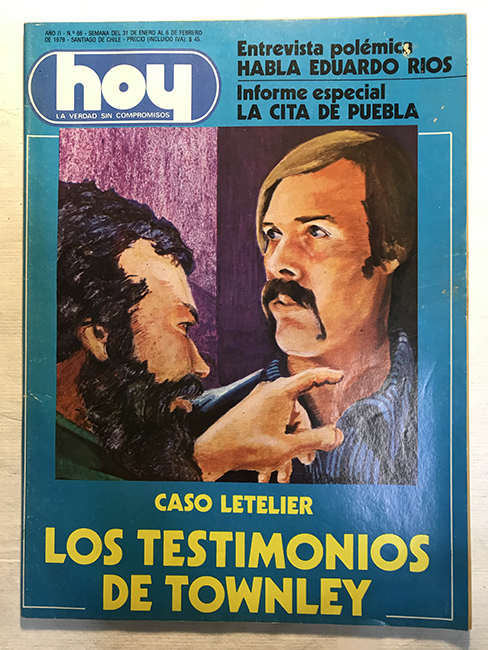 AÑO II - N.º 88 - SEMANA DEL 31 DE ENERO AL 6 DE FEBRERO
DE 1979 - SANTIAGO DE CHILE - PRECIO (INCLUIDO IVA): $ 45.
hoy
LA VERDAD SIN COMPROMISOS
Entrevista polémica
HABLA EDUARDO RIOS
Informe especial
LA CITA DE PUEBLA
CASO LETELIER
LOS TESTIMONIOS
DE TOWNLEY